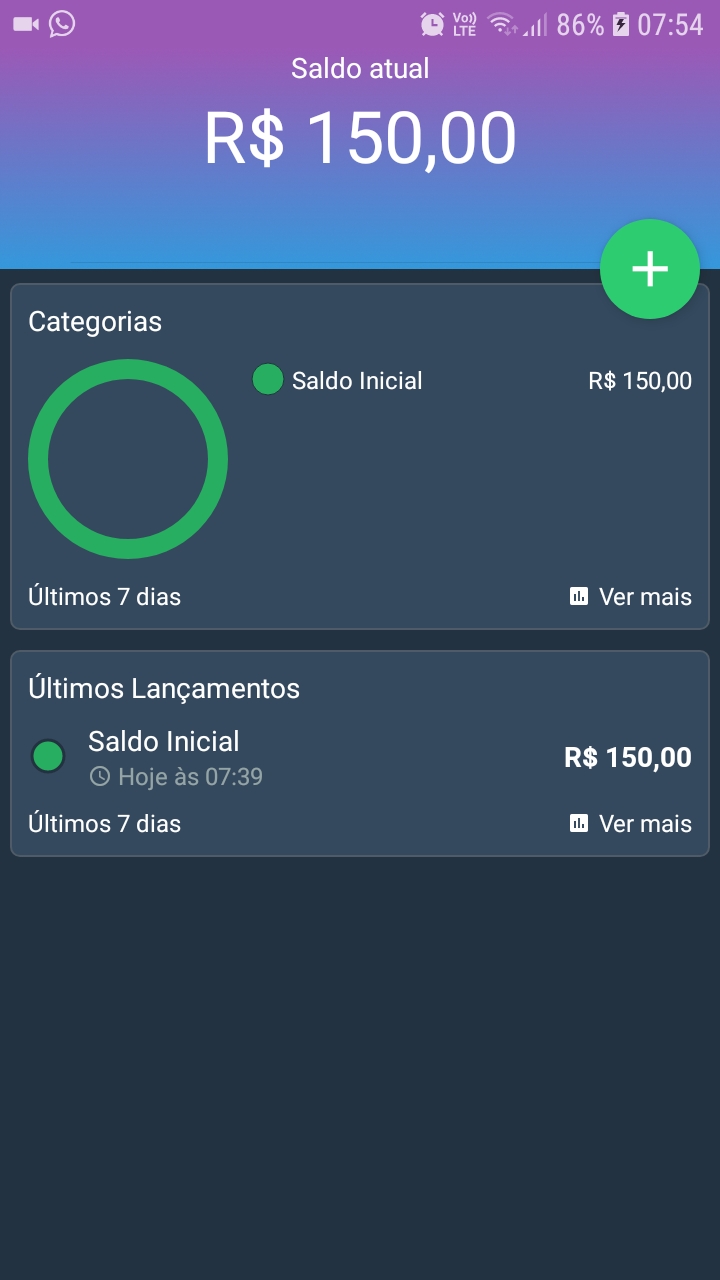 Vo)) LTE 86% 07:54
Saldo atual
R$ 150,00
+
Categorias
Saldo Inicial R$ 150,00
Últimos 7 dias Ver mais
Últimos Lançamentos
Saldo Inicial R$ 150,00
Hoje às 07:39
Últimos 7 dias Ver mais